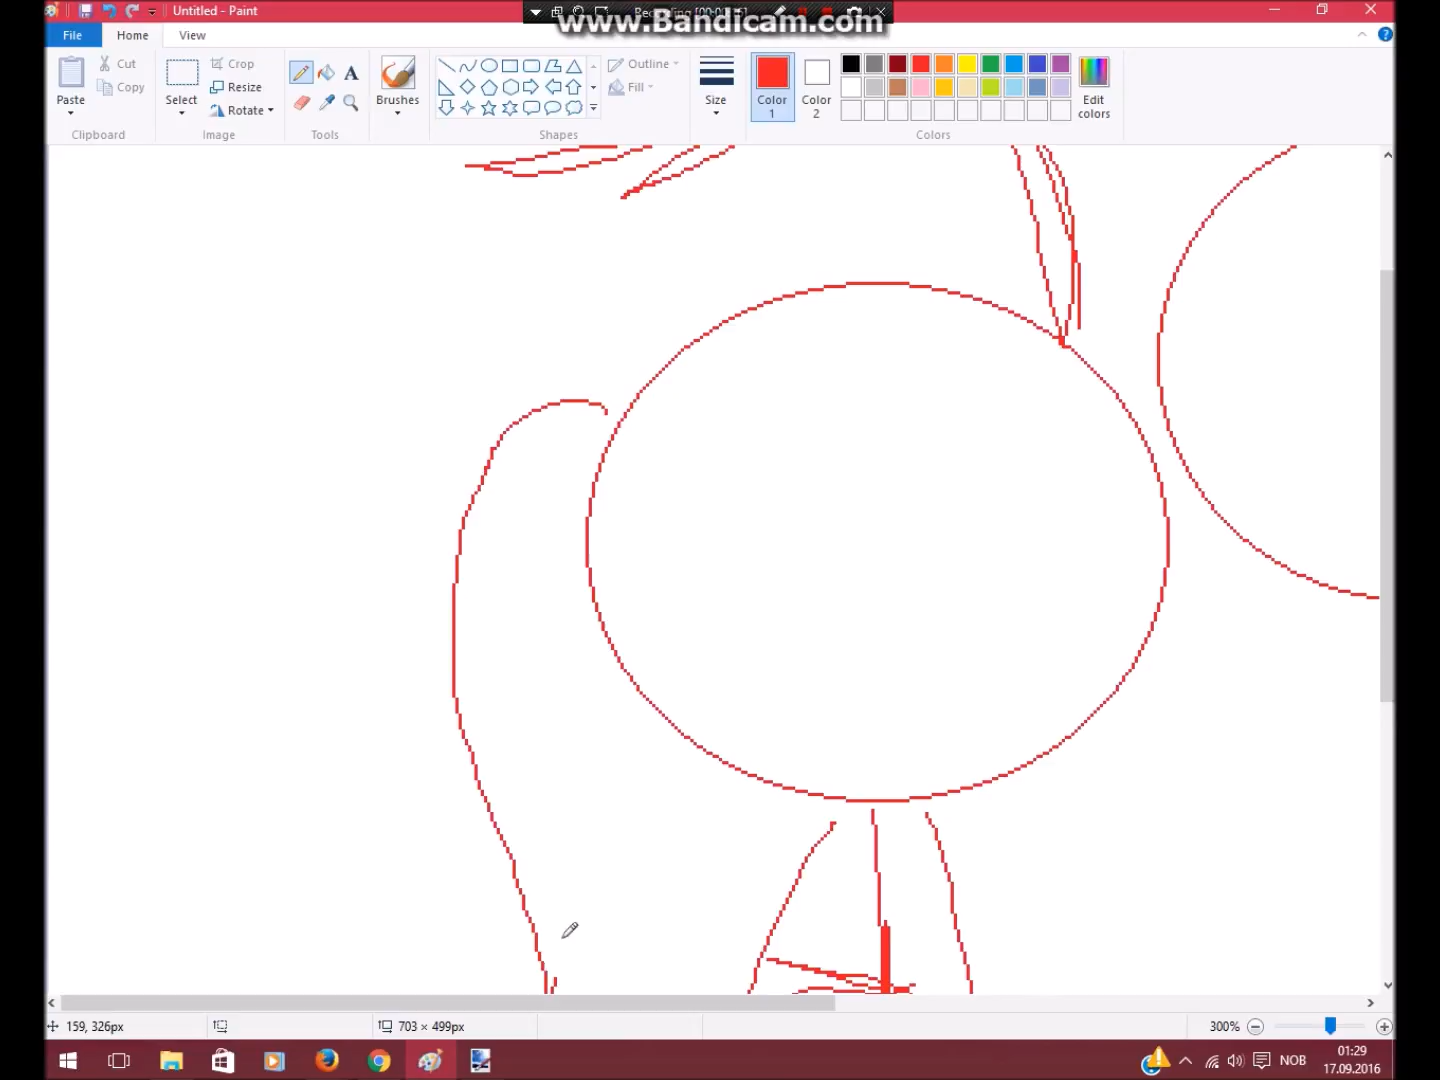 Untitled - Paint
www.Bandicam.com
File
Home
View
Paste
Cut
Copy
Clipboard
Select
Crop
Resize
Rotate
Image
Tools
Brushes
Shapes
Outline
Fill
Size
Color
1
Color
2
Edit
colors
Colors
159, 326px
703 × 499px
300%
NOB
01:29
17.09.2016